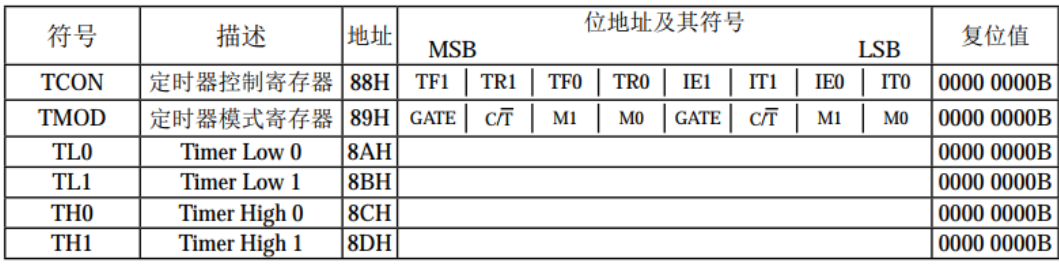 符号 描述 地址 位地址及其符号 复位值
MSB LSB
TCON 定时器控制寄存器 88H TF1 TR1 TF0 TR0 IE1 IT1 IE0 IT0 0000 0000B
TMOD 定时器模式寄存器 89H GATE C/T̅ M1 M0 GATE C/T̅ M1 M0 0000 0000B
TL0 Timer Low 0 8AH 0000 0000B
TL1 Timer Low 1 8BH 0000 0000B
TH0 Timer High 0 8CH 0000 0000B
TH1 Timer High 1 8DH 0000 0000B